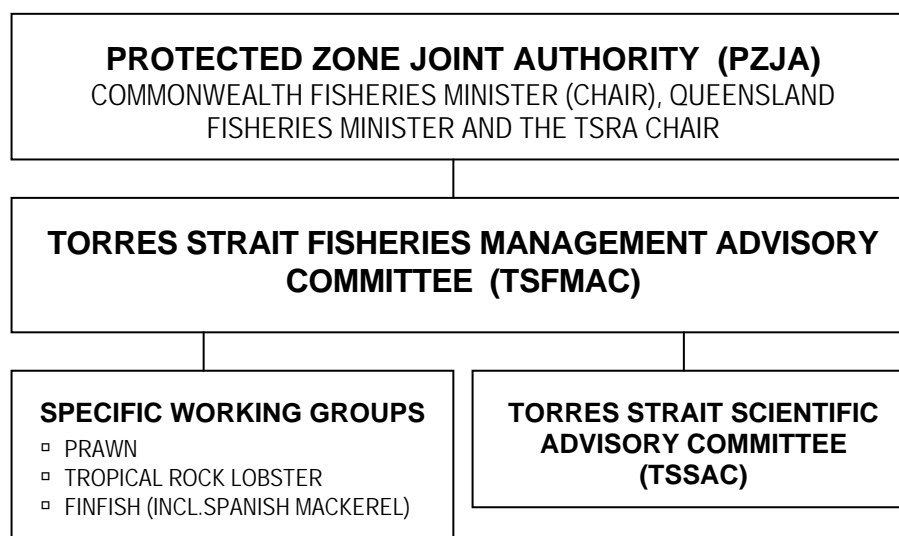 PROTECTED ZONE JOINT AUTHORITY (PZJA)
COMMONWEALTH FISHERIES MINISTER (CHAIR), QUEENSLAND
FISHERIES MINISTER AND THE TSRA CHAIR
TORRES STRAIT FISHERIES MANAGEMENT ADVISORY
COMMITTEE (TSFMAC)
SPECIFIC WORKING GROUPS
▫ PRAWN
▫ TROPICAL ROCK LOBSTER
▫ FINFISH (INCL.SPANISH MACKEREL)
TORRES STRAIT SCIENTIFIC
ADVISORY COMMITTEE
(TSSAC)